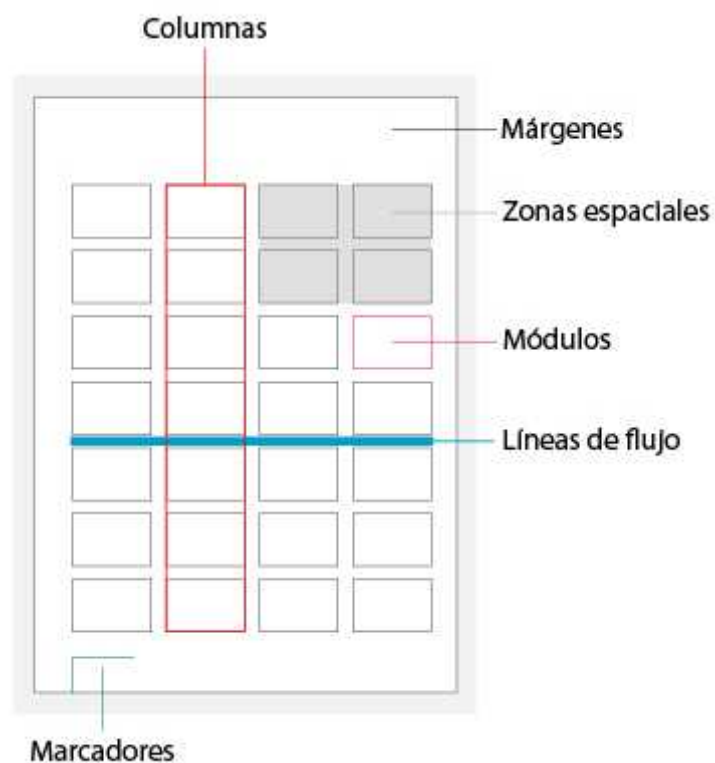 Columnas
Márgenes
Zonas espaciales
Módulos
Líneas de flujo
Marcadores